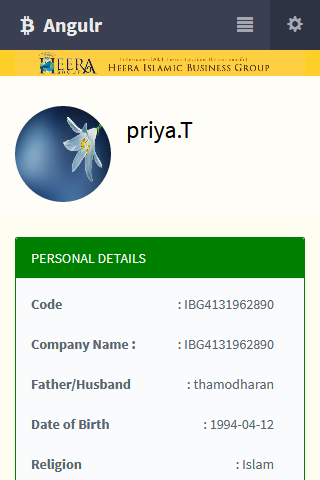 Angulr
HEERA
HEERA ISLAMIC BUSINESS GROUP
priya.T
PERSONAL DETAILS
Code : IBG4131962890
Company Name : : IBG4131962890
Father/Husband : thamodharan
Date of Birth : 1994-04-12
Religion : Islam